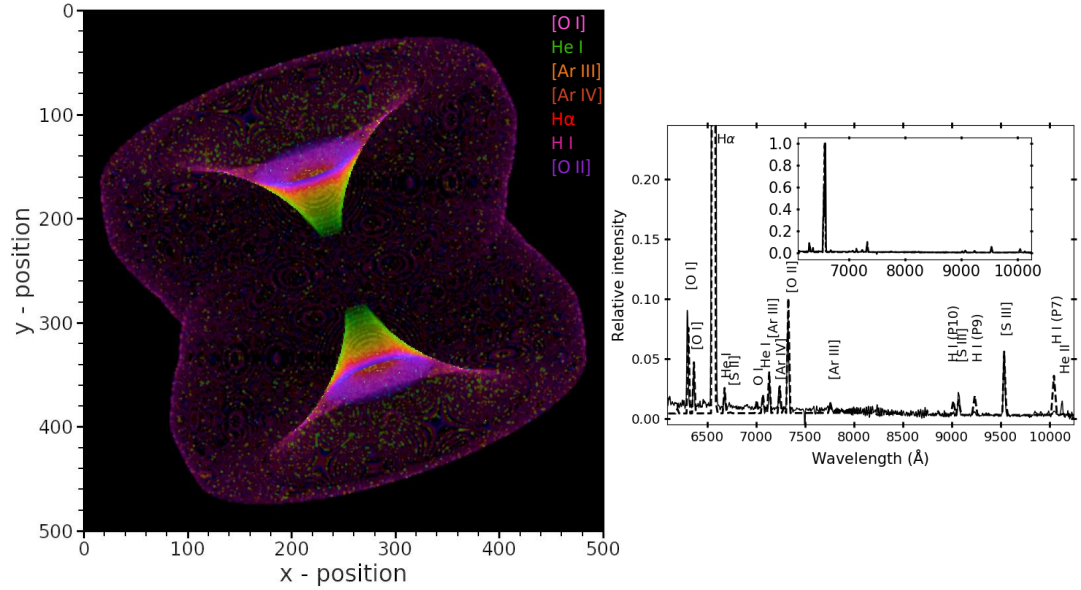 0
100
200
300
400
500
y - position
0 100 200 300 400 500
x - position
[O I]
He I
[Ar III]
[Ar IV]
Hα
H I
[O II]
Relative intensity
0.20
0.15
0.10
0.05
0.00
6500 7000 7500 8000 8500 9000 9500 10000
Wavelength (Å)
Hα
1.0
0.8
0.6
0.4
0.2
0.0
7000 8000 9000 10000
[O I]
[O I]
He I
[S II]
O I
He I
[Ar III]
[Ar IV]
[O II]
[Ar III]
H I (P10)
[S III]
H I (P9)
[S III]
H I (P7)
He II